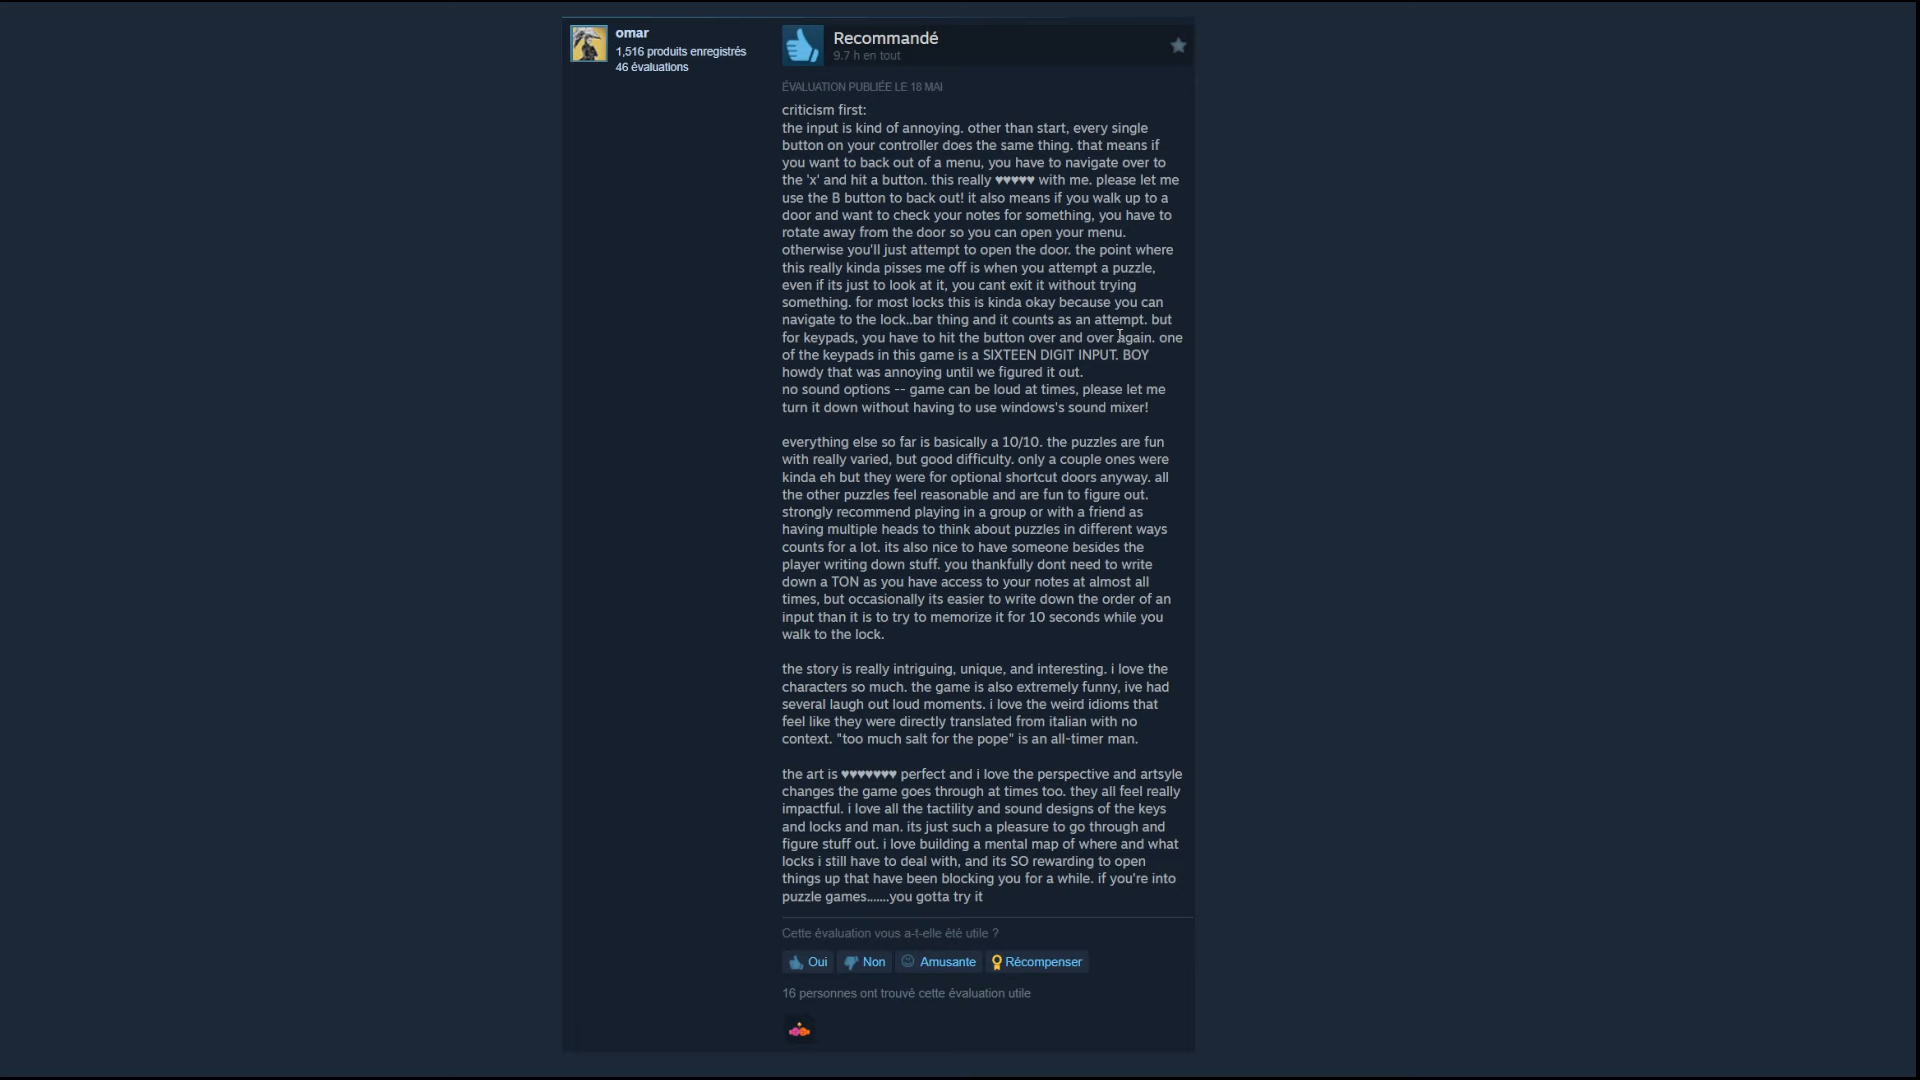 omar
1,516 produits enregistrés
46 évaluations
Recommandé
9.7 h en tout
ÉVALUATION PUBLIÉE LE 18 MAI
criticism first:
the input is kind of annoying. other than start, every single
button on your controller does the same thing. that means if
you want to back out of a menu, you have to navigate over to
the 'x' and hit a button. this really ♥♥♥♥♥ with me. please let me
use the B button to back out! it also means if you walk up to a
door and want to check your notes for something, you have to
rotate away from the door so you can open your menu.
otherwise you'll just attempt to open the door. the point where
this really kinda pisses me off is when you attempt a puzzle,
even if its just to look at it, you cant exit it without trying
something. for most locks this is kinda okay because you can
navigate to the lock..bar thing and it counts as an attempt. but
for keypads, you have to hit the button over and over again. one
of the keypads in this game is a SIXTEEN DIGIT INPUT. BOY
howdy that was annoying until we figured it out.
no sound options -- game can be loud at times, please let me
turn it down without having to use windows's sound mixer!
everything else so far is basically a 10/10. the puzzles are fun
with really varied, but good difficulty. only a couple ones were
kinda eh but they were for optional shortcut doors anyway. all
the other puzzles feel reasonable and are fun to figure out.
strongly recommend playing in a group or with a friend as
having multiple heads to think about puzzles in different ways
counts for a lot. its also nice to have someone besides the
player writing down stuff. you thankfully dont need to write
down a TON as you have access to your notes at almost all
times, but occasionally its easier to write down the order of an
input than it is to try to memorize it for 10 seconds while you
walk to the lock.
the story is really intriguing, unique, and interesting. i love the
characters so much. the game is also extremely funny, ive had
several laugh out loud moments. i love the weird idioms that
feel like they were directly translated from italian with no
context. "too much salt for the pope" is an all-timer man.
the art is ♥♥♥♥♥♥♥ perfect and i love the perspective and artsyle
changes the game goes through at times too. they all feel really
impactful. i love all the tactility and sound designs of the keys
and locks and man. its just such a pleasure to go through and
figure stuff out. i love building a mental map of where and what
locks i still have to deal with, and its SO rewarding to open
things up that have been blocking you for a while. if you're into
puzzle games.......you gotta try it
Cette évaluation vous a-t-elle été utile ?
Oui Non Amusante Récompenser
16 personnes ont trouvé cette évaluation utile